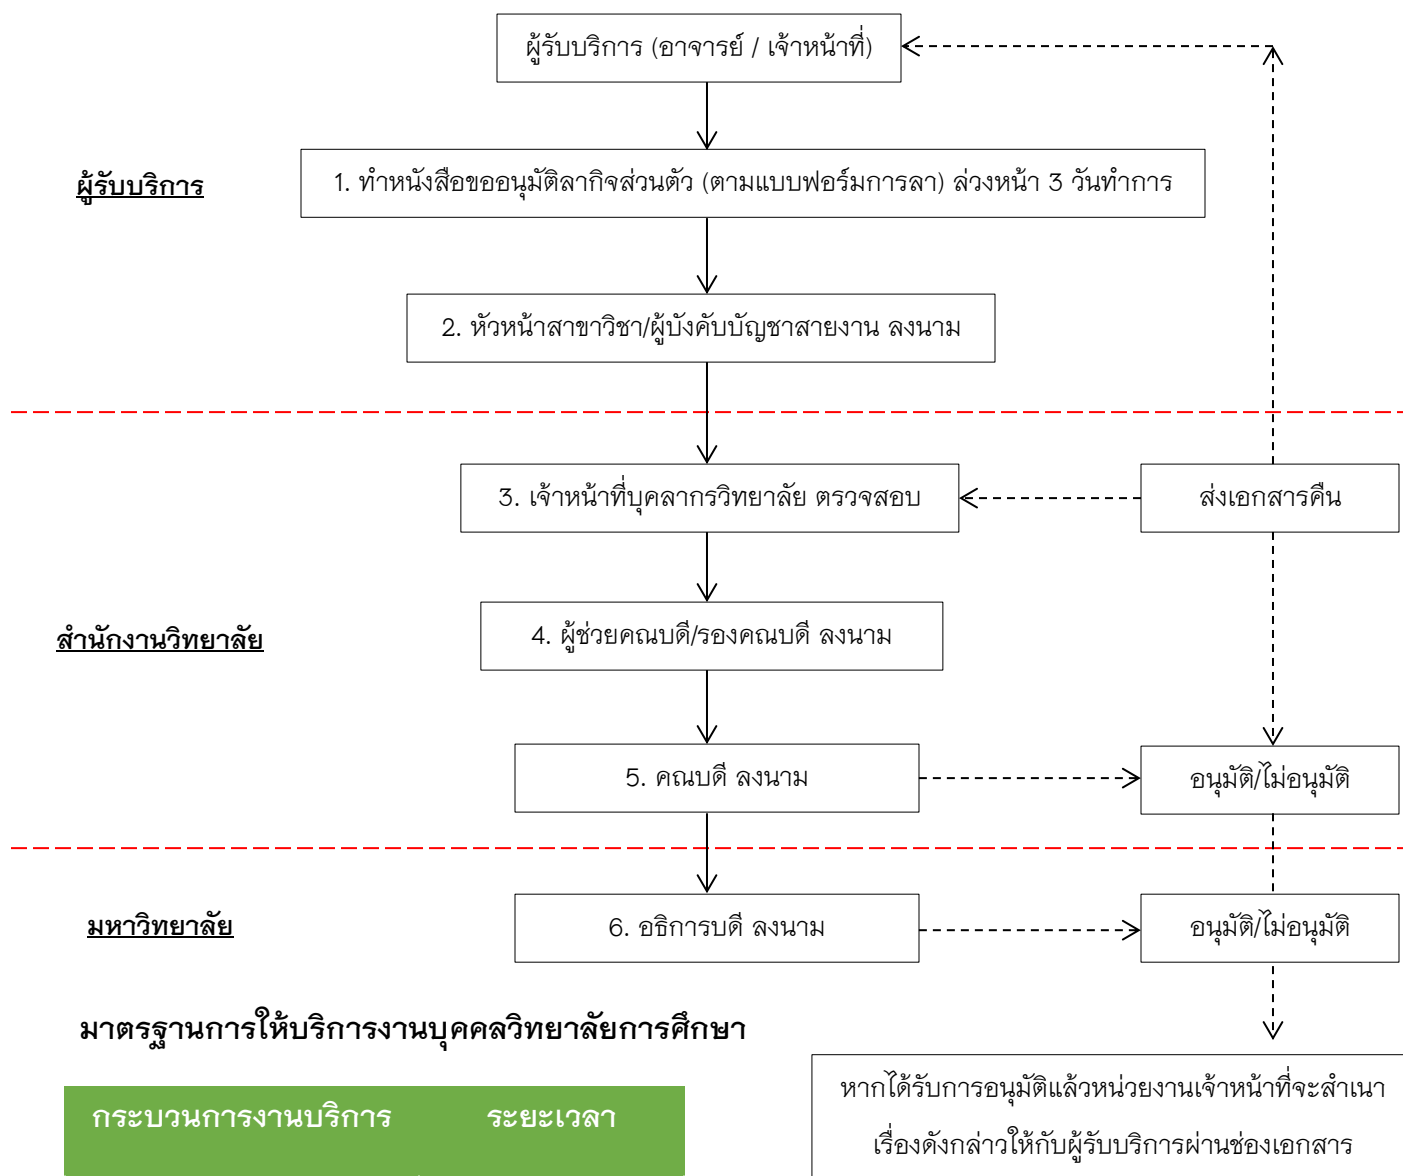 ผู้รับบริการ (อาจารย์ / เจ้าหน้าที่)
ผู้รับบริการ
1. ทำหนังสือขออนุมัติลากิจส่วนตัว (ตามแบบฟอร์มการลา) ล่วงหน้า 3 วันทำการ
2. หัวหน้าสาขาวิชา/ผู้บังคับบัญชาสายงาน ลงนาม
3. เจ้าหน้าที่บุคลากรวิทยาลัย ตรวจสอบ
ส่งเอกสารคืน
สำนักงานวิทยาลัย
4. ผู้ช่วยคณบดี/รองคณบดี ลงนาม
5. คณบดี ลงนาม
อนุมัติ/ไม่อนุมัติ
มหาวิทยาลัย
6. อธิการบดี ลงนาม
อนุมัติ/ไม่อนุมัติ
มาตรฐานการให้บริการงานบุคคลวิทยาลัยการศึกษา
กระบวนการงานบริการ
ระยะเวลา
หากได้รับการอนุมัติแล้วหน่วยงานเจ้าหน้าที่จะสำเนา
เรื่องดังกล่าวให้กับผู้รับบริการผ่านช่องเอกสาร